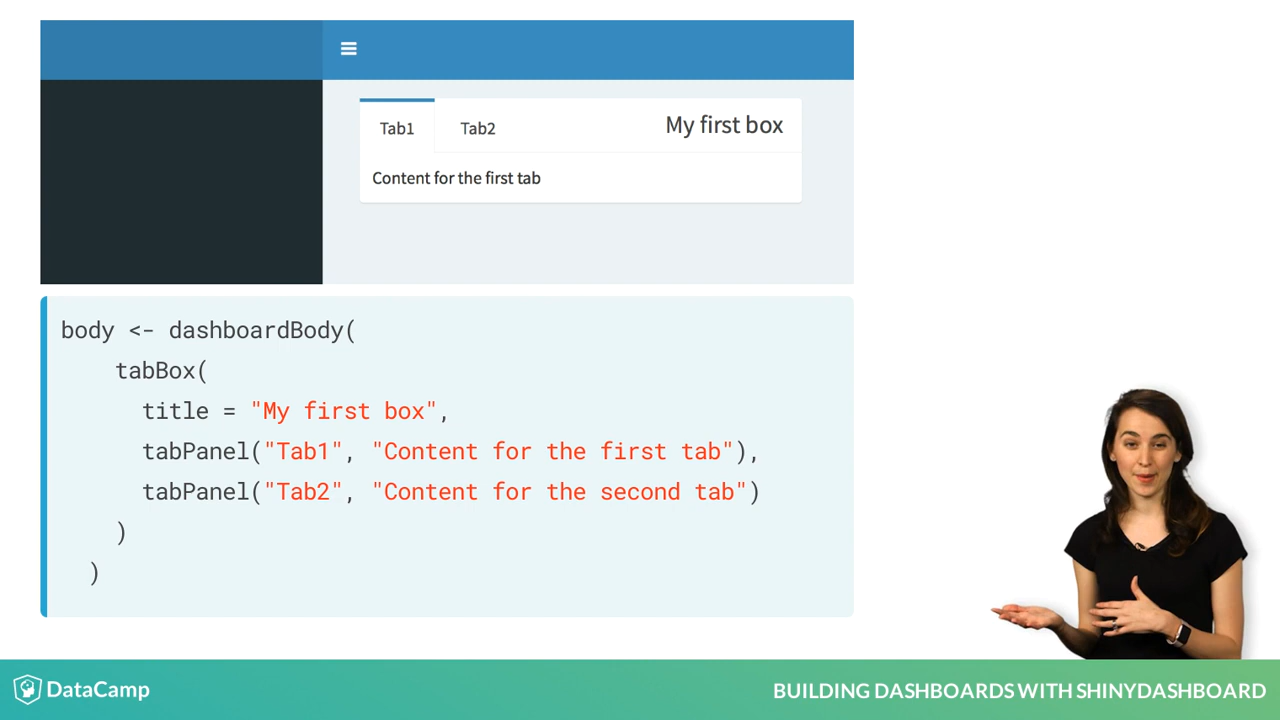 Tab1 Tab2 My first box
Content for the first tab
body <- dashboardBody(
    tabBox(
      title = "My first box",
      tabPanel("Tab1", "Content for the first tab"),
      tabPanel("Tab2", "Content for the second tab")
    )
  )
DataCamp BUILDING DASHBOARDS WITH SHINYDASHBOARD